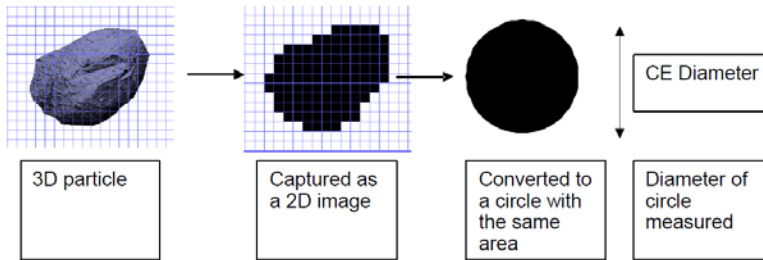 CE Diameter
3D particle
Captured as
a 2D image
Converted to
a circle with
the same
area
Diameter of
circle
measured